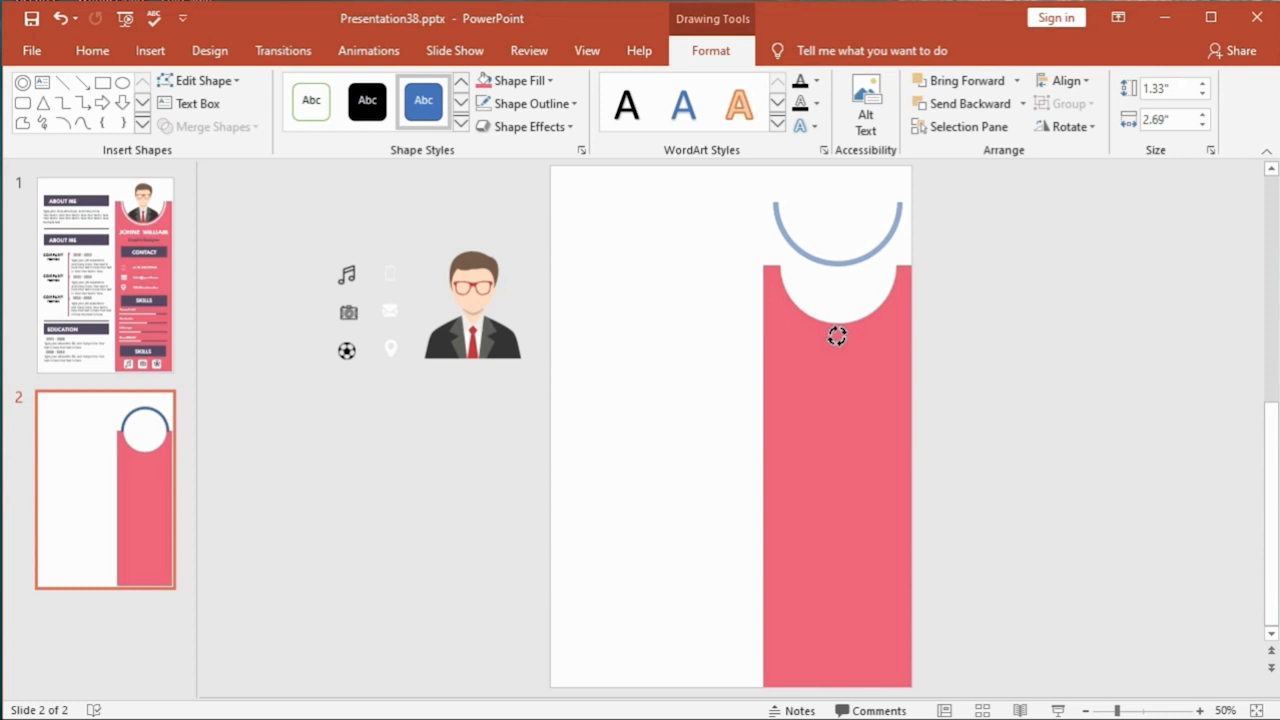 Presentation38.pptx - PowerPoint
Drawing Tools
Sign in
File Home Insert Design Transitions Animations Slide Show Review View Help Format Tell me what you want to do Share
Edit Shape
Text Box
Merge Shapes
Insert Shapes
Abc Abc Abc
Shape Fill
Shape Outline
Shape Effects
Shape Styles
A A A
WordArt Styles
Alt
Text
Accessibility
Bring Forward
Send Backward
Selection Pane
Align
Group
Rotate
Arrange
1.33"
2.69"
Size
1
ABOUT ME
ABOUT ME
EDUCATION
JOHNE WILLIAM
CONTACT
SKILLS
SKILLS
2
Slide 2 of 2
Notes
Comments
50%